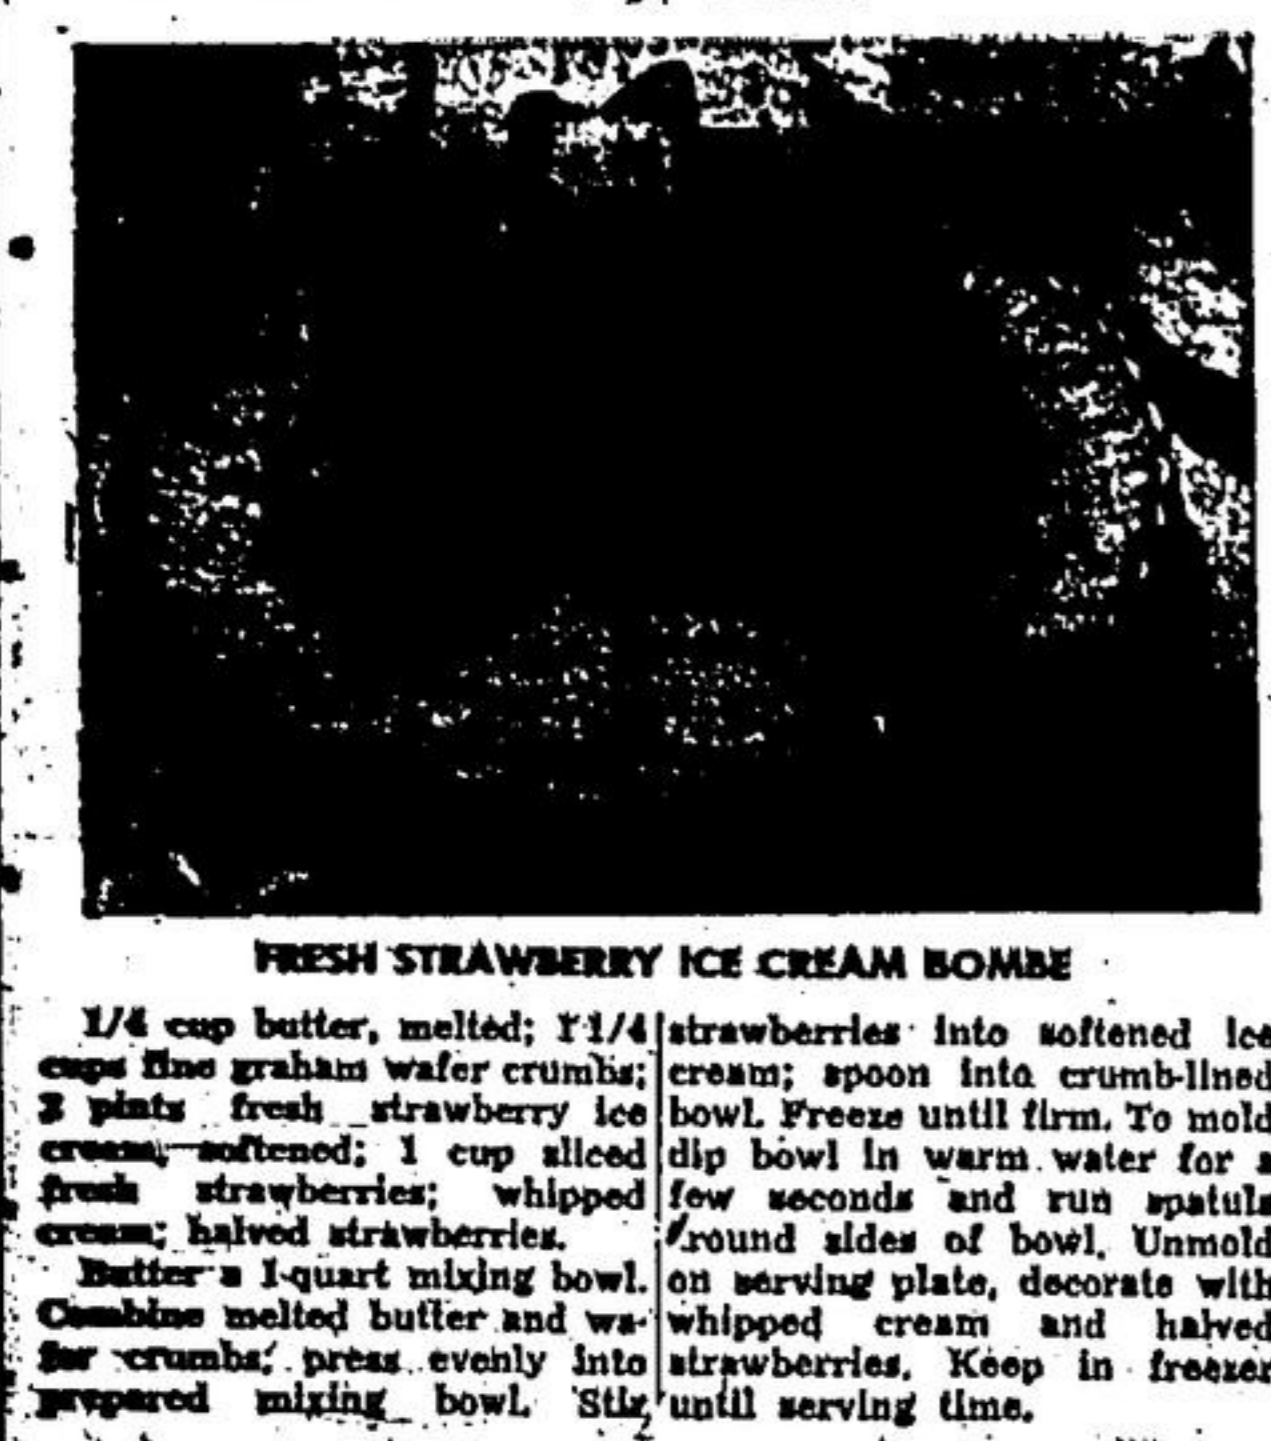 FRESH STRAWBERRY ICE CREAM BOMBE
1/4 cup butter, melted; 1 1/4
cups fine graham wafer crumbs;
pints fresh strawberry ice
cream, softened; 1 cup sliced
fresh strawberries; whipped
cream; halved strawberries.
Butter a 1-quart mixing bowl.
Combine melted butter and wa-
fer crumbs; press evenly into
prepared mixing bowl. Stir
strawberries into softened ice
cream; spoon into crumb-lined
bowl. Freeze until firm. To mold
dip bowl in warm water for a
few seconds and run spatula
'round sides of bowl. Unmold
on serving plate, decorate with
whipped cream and halved
strawberries. Keep in freezer
until serving time.